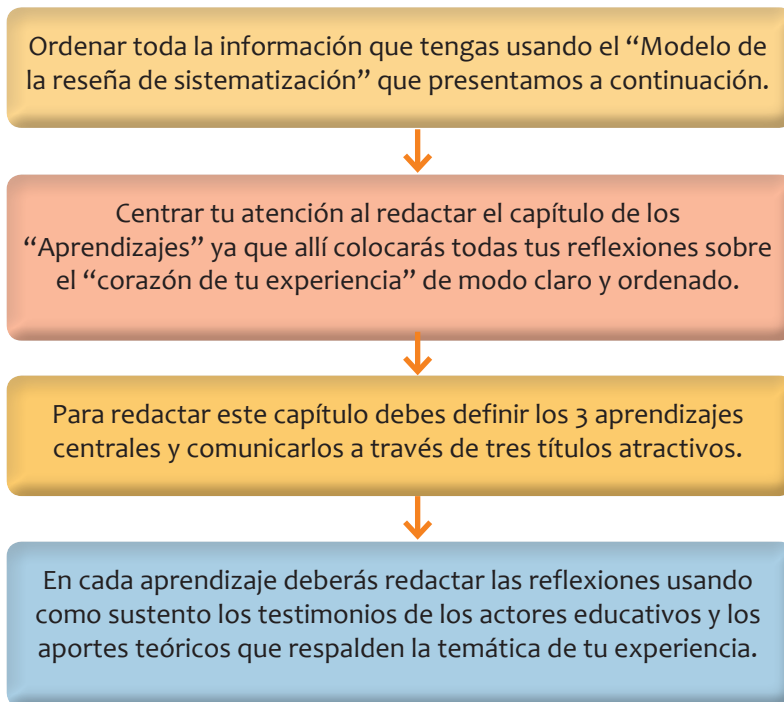 Ordenar toda la información que tengas usando el “Modelo de
la reseña de sistematización” que presentamos a continuación.
Centrar tu atención al redactar el capítulo de los
“Aprendizajes” ya que allí colocarás todas tus reflexiones sobre
el “corazón de tu experiencia” de modo claro y ordenado.
Para redactar este capítulo debes definir los 3 aprendizajes
centrales y comunicarlos a través de tres títulos atractivos.
En cada aprendizaje deberás redactar las reflexiones usando
como sustento los testimonios de los actores educativos y los
aportes teóricos que respalden la temática de tu experiencia.